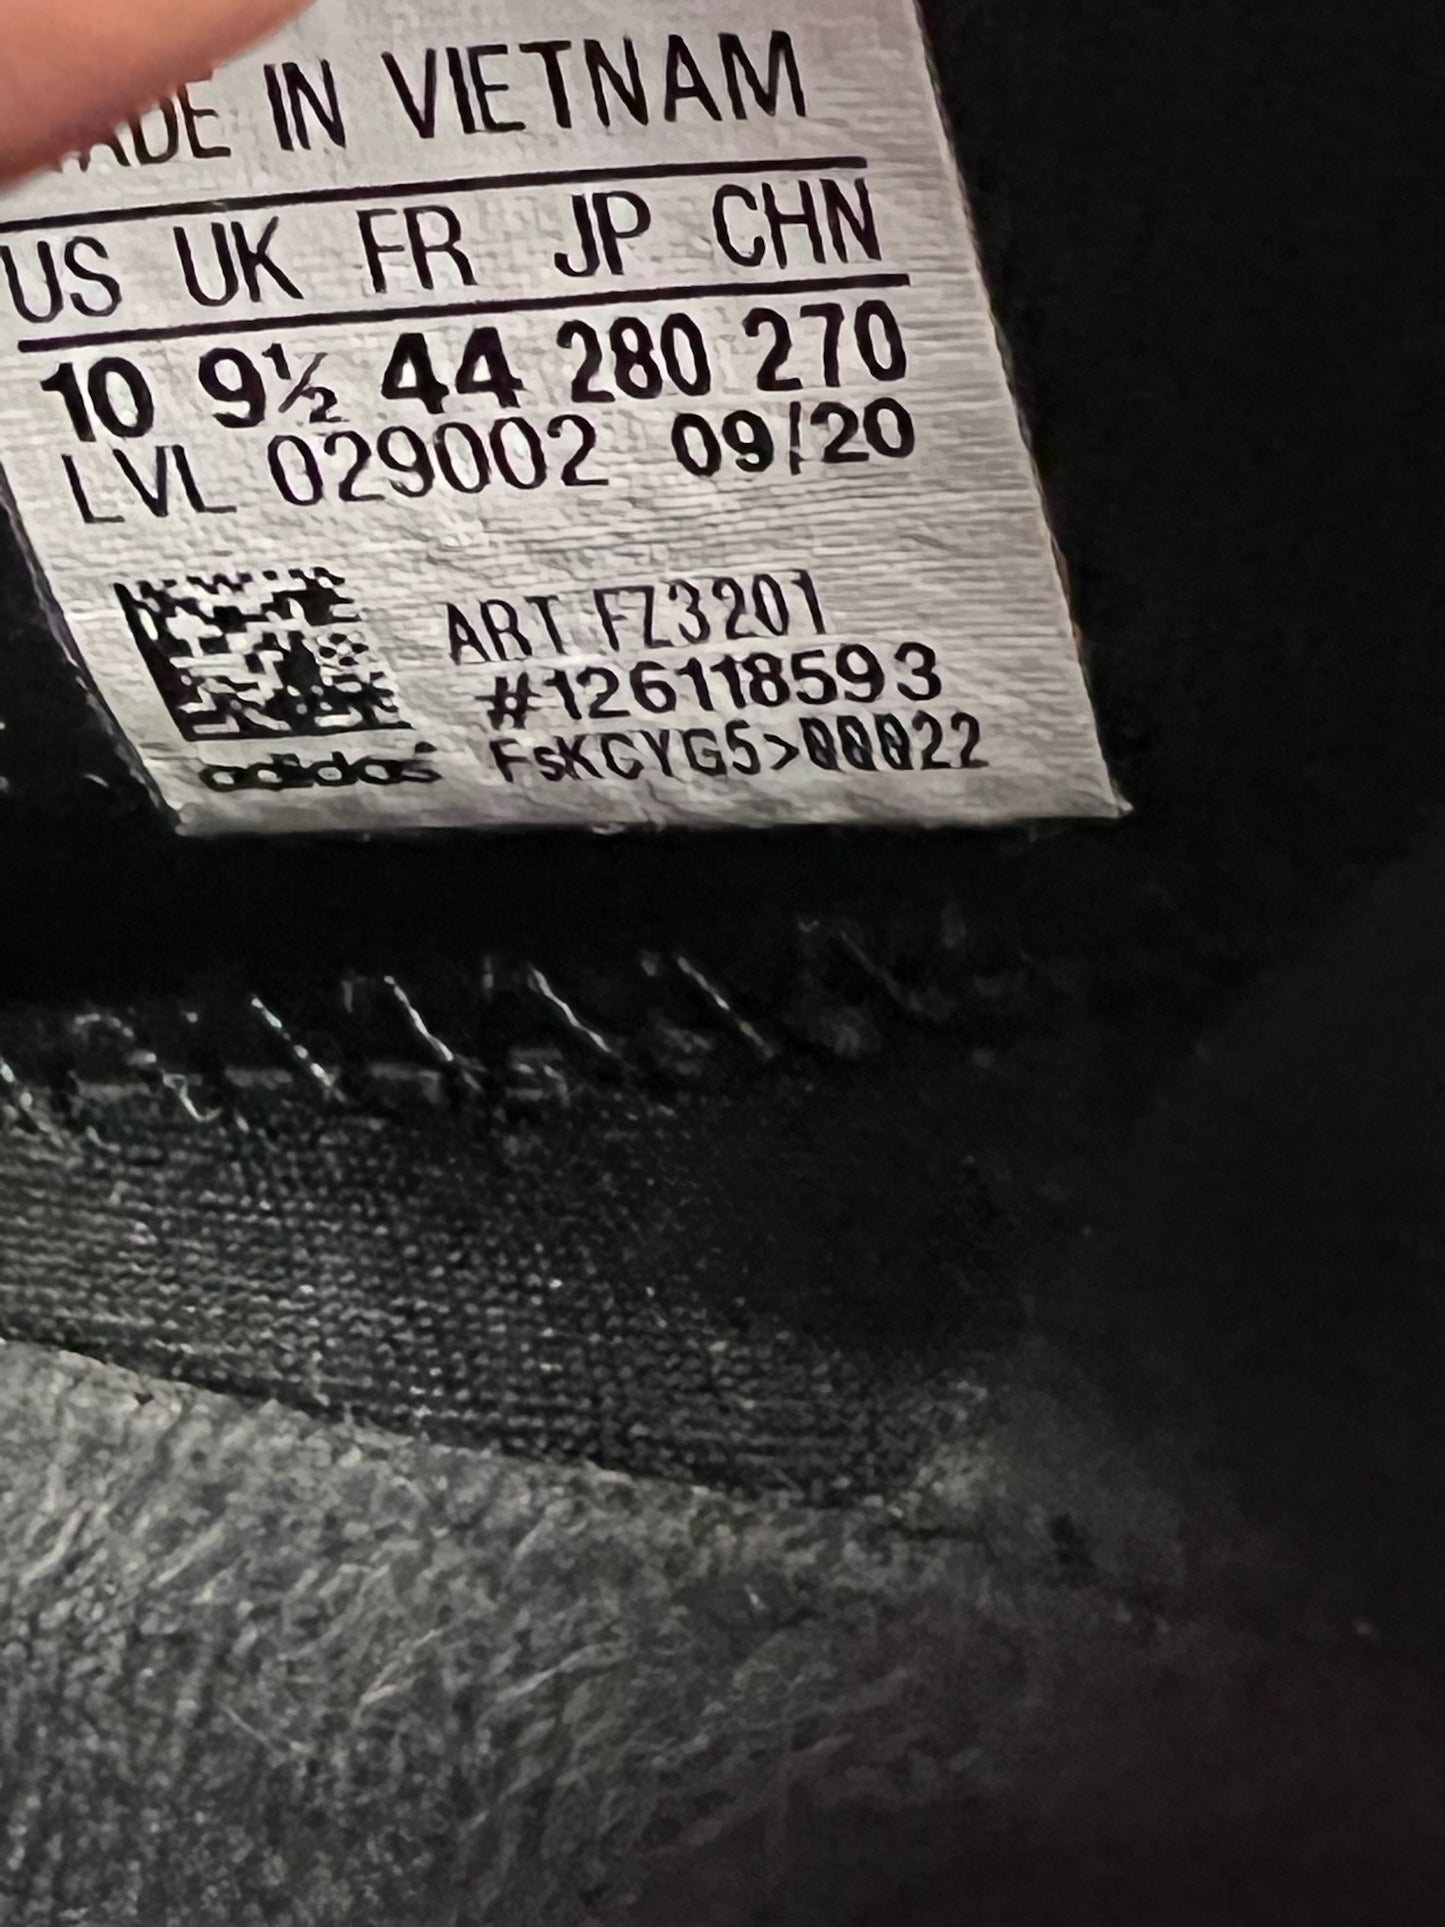 MADE IN VIETNAM
US UK FR JP CHN
10 9½ 44 280 270
LVL 029002 09/20
ART FZ3201
#126118593
adidas FsKCYG5>00022